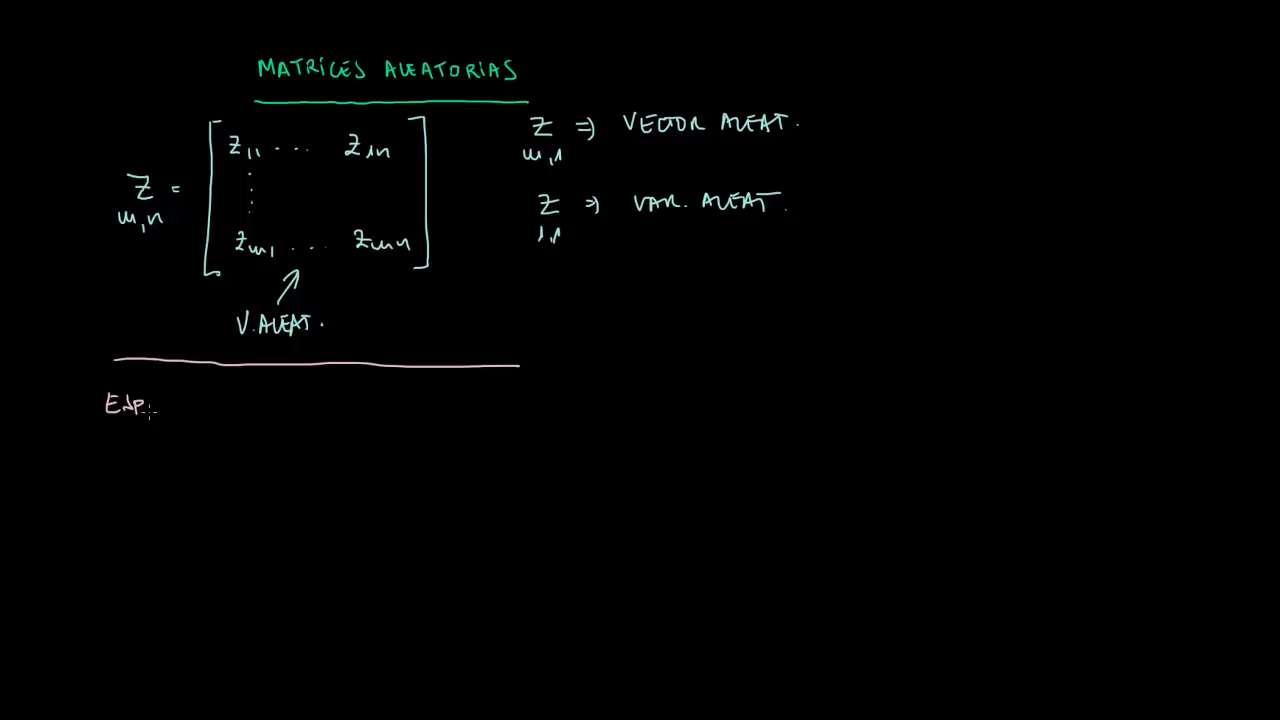 MATRICES ALEATORIAS
Z m,n = [ z11 ... z1n
⋮
zm1 ... zmn ]
V. ALEAT.
Z m,1 ⇒ VECTOR ALEAT.
Z 1,1 ⇒ VAR. ALEAT.
ESP